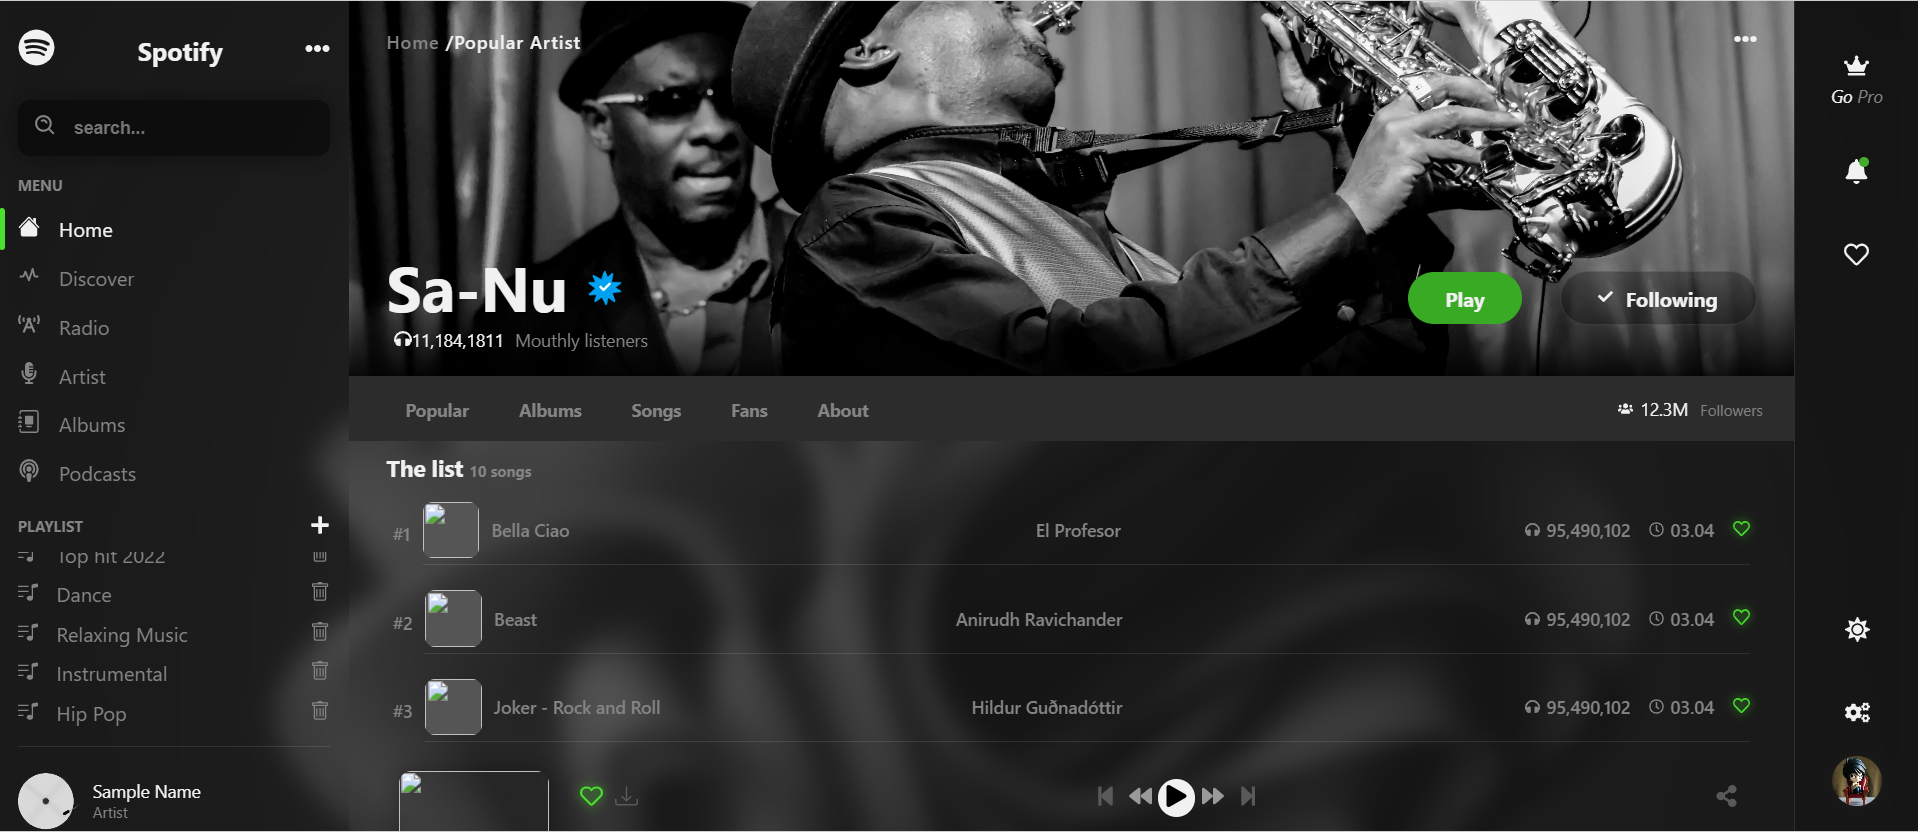 Spotify
search...
MENU
Home
Discover
Radio
Artist
Albums
Podcasts
PLAYLIST
Top hit 2022
Dance
Relaxing Music
Instrumental
Hip Pop
Sample Name
Artist
Home /Popular Artist
Sa-Nu
11,184,1811 Mouthly listeners
Play
Following
Popular Albums Songs Fans About
12.3M Followers
The list 10 songs
#1 Bella Ciao El Profesor 95,490,102 03.04
#2 Beast Anirudh Ravichander 95,490,102 03.04
#3 Joker - Rock and Roll Hildur Guðnadóttir 95,490,102 03.04
Go Pro